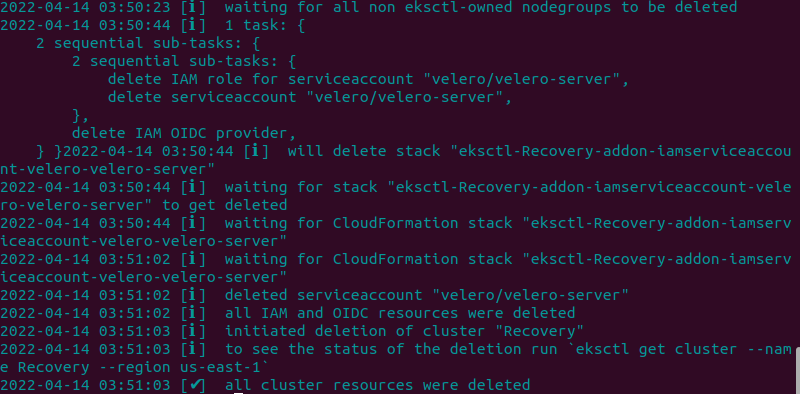 2022-04-14 03:50:23 [ℹ]  waiting for all non eksctl-owned nodegroups to be deleted
2022-04-14 03:50:44 [ℹ]  1 task: {
    2 sequential sub-tasks: {
        2 sequential sub-tasks: {
            delete IAM role for serviceaccount "velero/velero-server",
            delete serviceaccount "velero/velero-server",
        },
        delete IAM OIDC provider,
    } }2022-04-14 03:50:44 [ℹ]  will delete stack "eksctl-Recovery-addon-iamserviceaccou
nt-velero-velero-server"
2022-04-14 03:50:44 [ℹ]  waiting for stack "eksctl-Recovery-addon-iamserviceaccount-vele
ro-velero-server" to get deleted
2022-04-14 03:50:44 [ℹ]  waiting for CloudFormation stack "eksctl-Recovery-addon-iamserv
iceaccount-velero-velero-server"
2022-04-14 03:51:02 [ℹ]  waiting for CloudFormation stack "eksctl-Recovery-addon-iamserv
iceaccount-velero-velero-server"
2022-04-14 03:51:02 [ℹ]  deleted serviceaccount "velero/velero-server"
2022-04-14 03:51:02 [ℹ]  all IAM and OIDC resources were deleted
2022-04-14 03:51:03 [ℹ]  initiated deletion of cluster "Recovery"
2022-04-14 03:51:03 [ℹ]  to see the status of the deletion run `eksctl get cluster --nam
e Recovery --region us-east-1`
2022-04-14 03:51:03 [✔]  all cluster resources were deleted